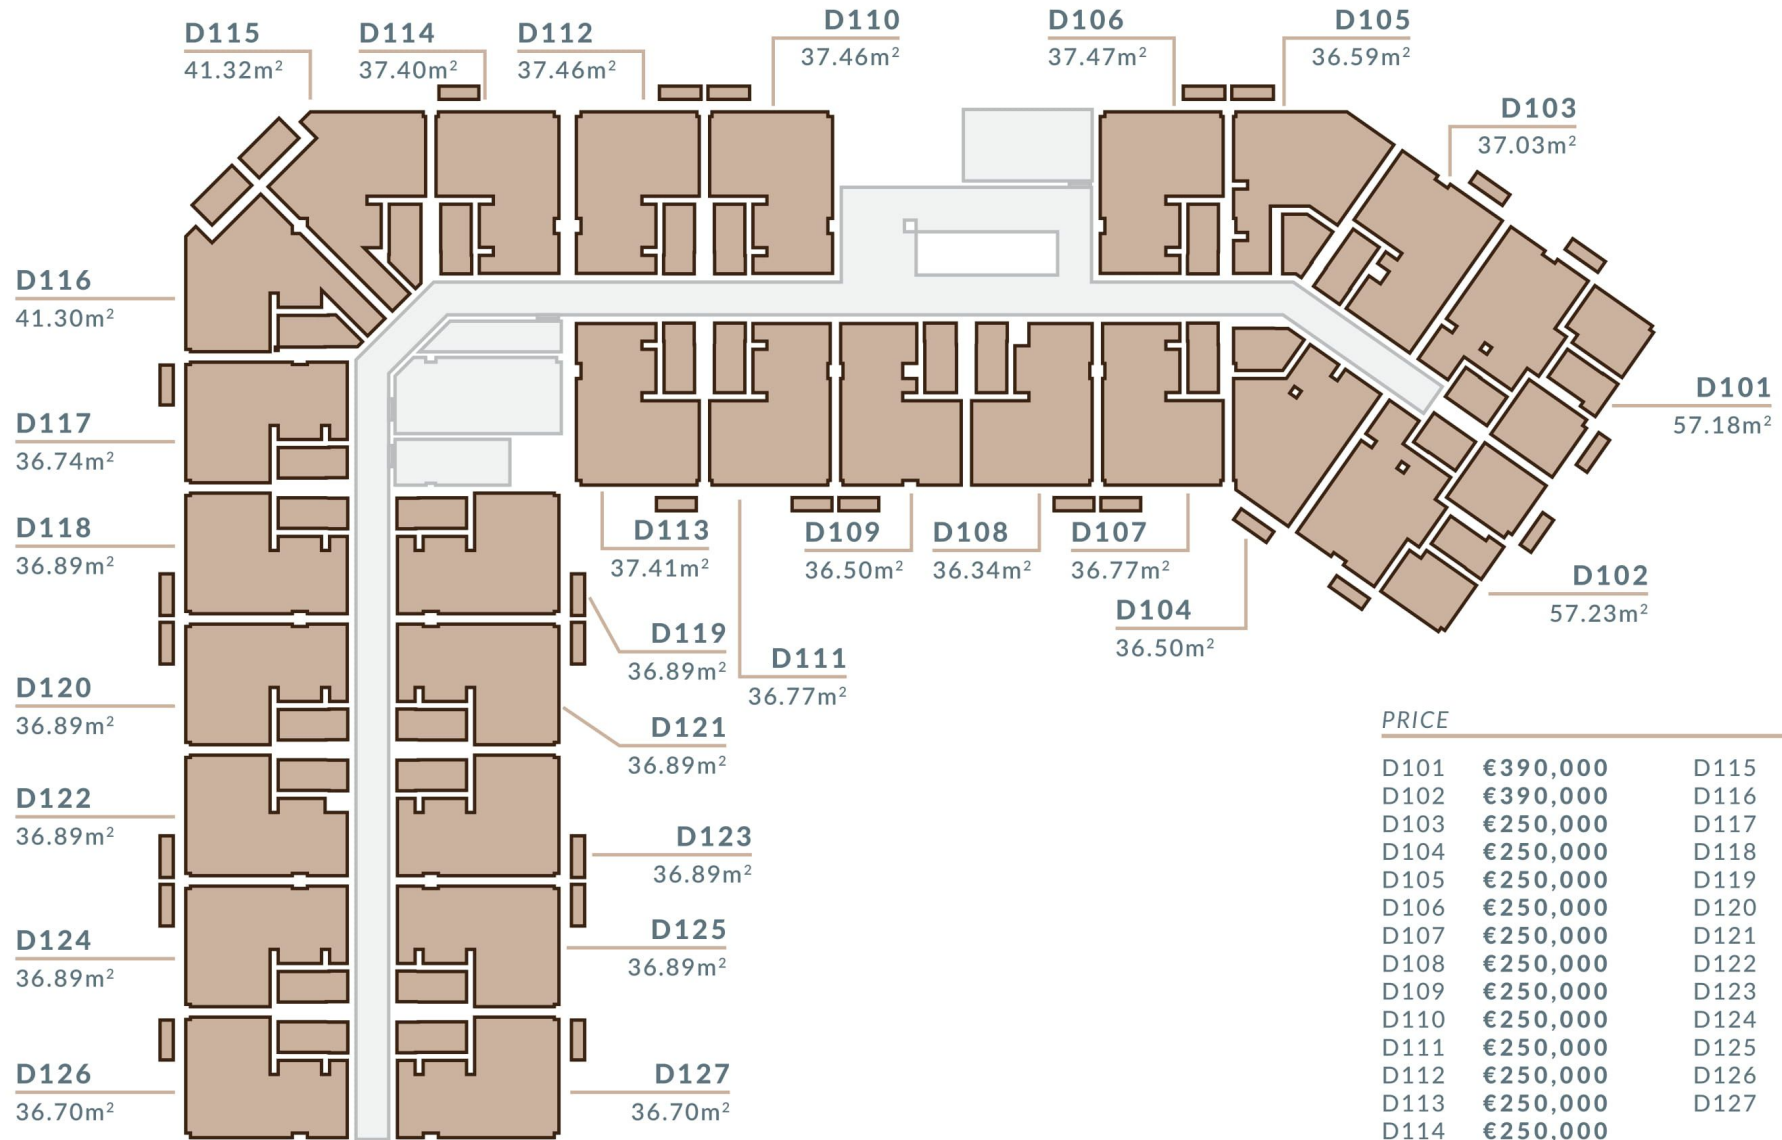 D115
41.32m²
D114
37.40m²
D112
37.46m²
D110
37.46m²
D106
37.47m²
D105
36.59m²
D103
37.03m²
D116
41.30m²
D101
57.18m²
D117
36.74m²
D118
36.89m²
D113
37.41m²
D109
36.50m²
D108
36.34m²
D107
36.77m²
D102
57.23m²
D104
36.50m²
D119
36.89m²
D111
36.77m²
D120
36.89m²
D121
36.89m²
D122
36.89m²
D123
36.89m²
D124
36.89m²
D125
36.89m²
D126
36.70m²
D127
36.70m²
PRICE
D101 €390,000 D115
D102 €390,000 D116
D103 €250,000 D117
D104 €250,000 D118
D105 €250,000 D119
D106 €250,000 D120
D107 €250,000 D121
D108 €250,000 D122
D109 €250,000 D123
D110 €250,000 D124
D111 €250,000 D125
D112 €250,000 D126
D113 €250,000 D127
D114 €250,000